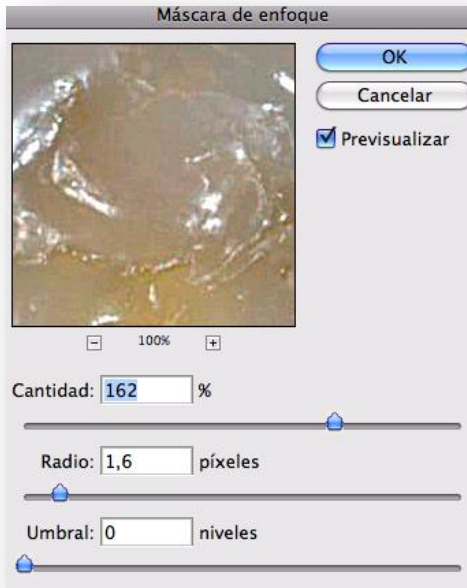 Máscara de enfoque
OK
Cancelar
Previsualizar
100%
Cantidad: 162 %
Radio: 1,6 píxeles
Umbral: 0 niveles